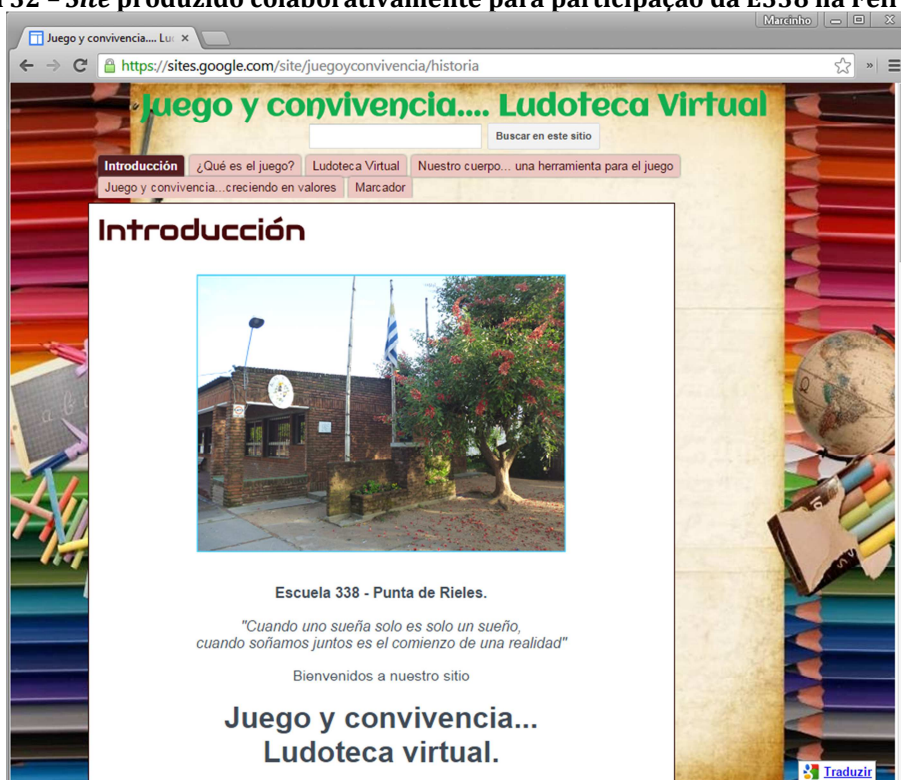 32 – Site produzido colaborativamente para participação da E338 na
Marcinho
Juego y convivencia....
https://sites.google.com/site/juegoyconvivencia/historia
Juego y convivencia.... Ludoteca Virtual
Buscar en este sitio
Introducción ¿Qué es el juego? Ludoteca Virtual Nuestro cuerpo... una herramienta para el juego
Juego y convivencia...creciendo en valores Marcador
Introducción
Escuela 338 - Punta de Rieles.
"Cuando uno sueña solo es solo un sueño,
cuando soñamos juntos es el comienzo de una realidad"
Bienvenidos a nuestro sitio
Juego y convivencia...
Ludoteca virtual.
Traduzir